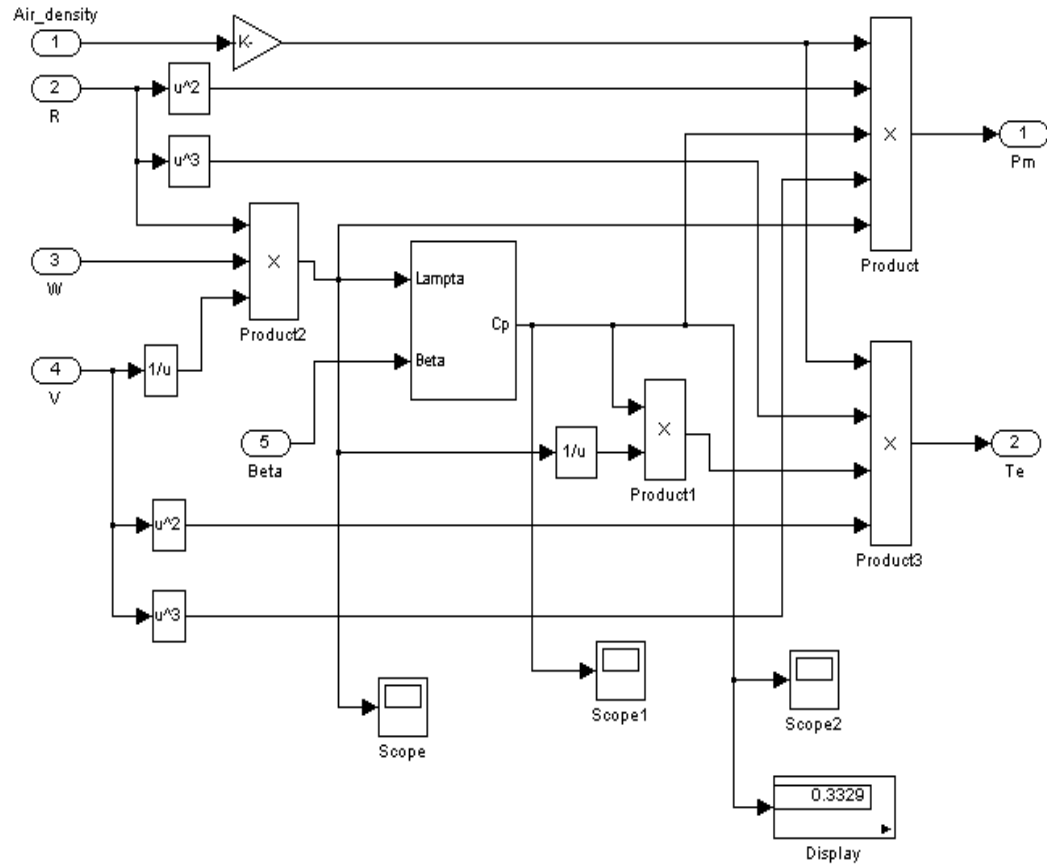 Air_density
1
K-
2
R
u^2
u^3
X
1
Pm
Product
3
W
X
Product2
Lampta
Cp
Beta
4
V
1/u
5
Beta
1/u
X
Product1
X
2
Te
Product3
u^2
u^3
Scope
Scope1
Scope2
0.3329
Display